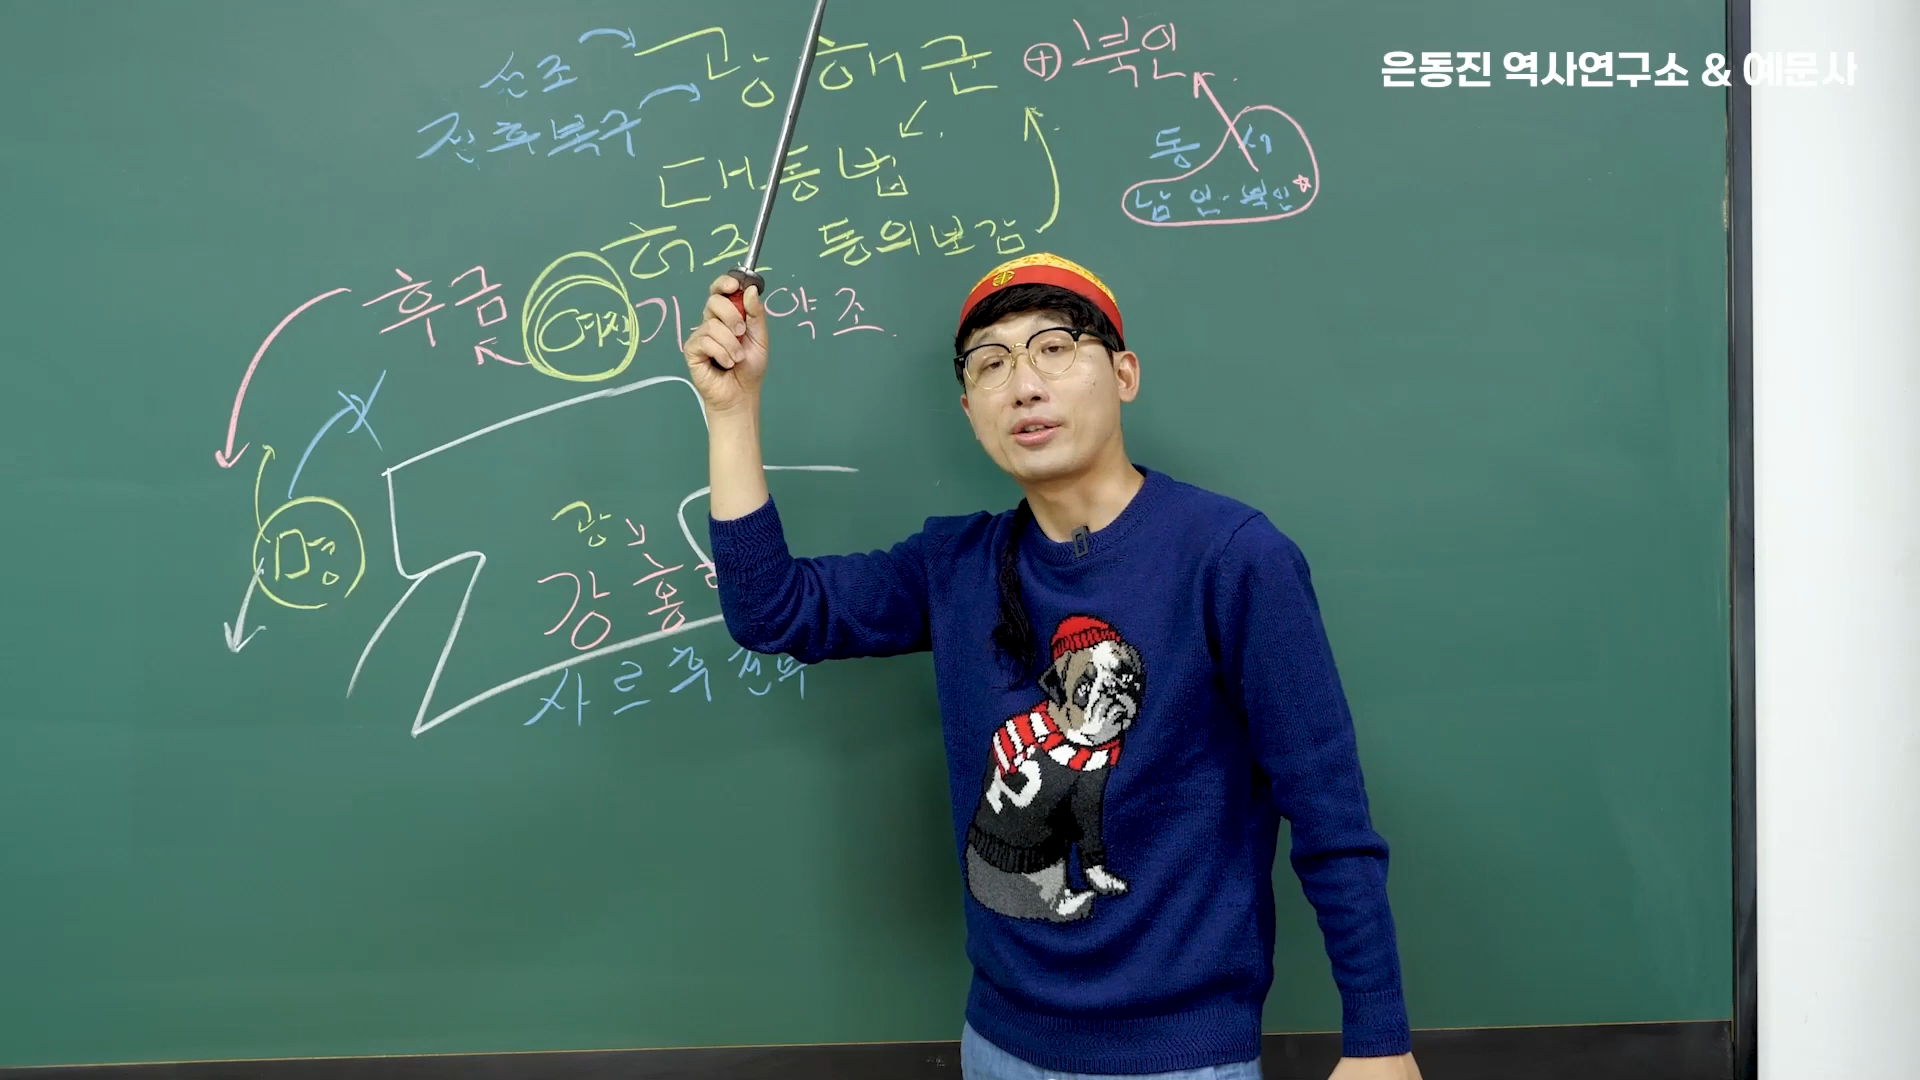 은동진 역사연구소 & 예문사
선조 광해군 ⊕ 북인
전후복구
대동법
동 서
남인·북인
허준 동의보감
후금 여진 기 약조
명
광
강홍
사르후전투